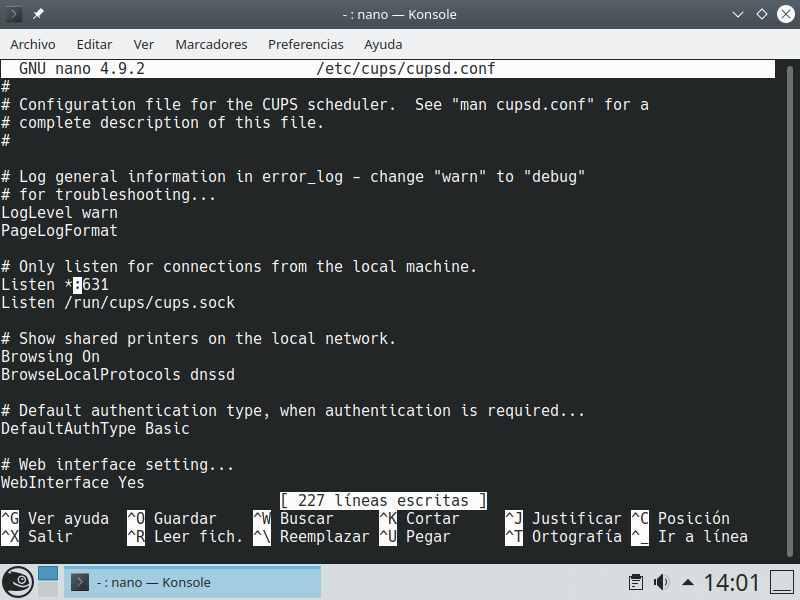 - : nano — Konsole
Archivo Editar Ver Marcadores Preferencias Ayuda
GNU nano 4.9.2 /etc/cups/cupsd.conf
#
# Configuration file for the CUPS scheduler.  See "man cupsd.conf" for a
# complete description of this file.
#
# Log general information in error_log - change "warn" to "debug"
# for troubleshooting...
LogLevel warn
PageLogFormat
# Only listen for connections from the local machine.
Listen *:631
Listen /run/cups/cups.sock
# Show shared printers on the local network.
Browsing On
BrowseLocalProtocols dnssd
# Default authentication type, when authentication is required...
DefaultAuthType Basic
# Web interface setting...
WebInterface Yes
[ 227 líneas escritas ]
^G Ver ayuda ^O Guardar ^W Buscar ^K Cortar ^J Justificar ^C Posición
^X Salir ^R Leer fich. ^\ Reemplazar ^U Pegar ^T Ortografía ^_ Ir a línea
- : nano — Konsole 14:01